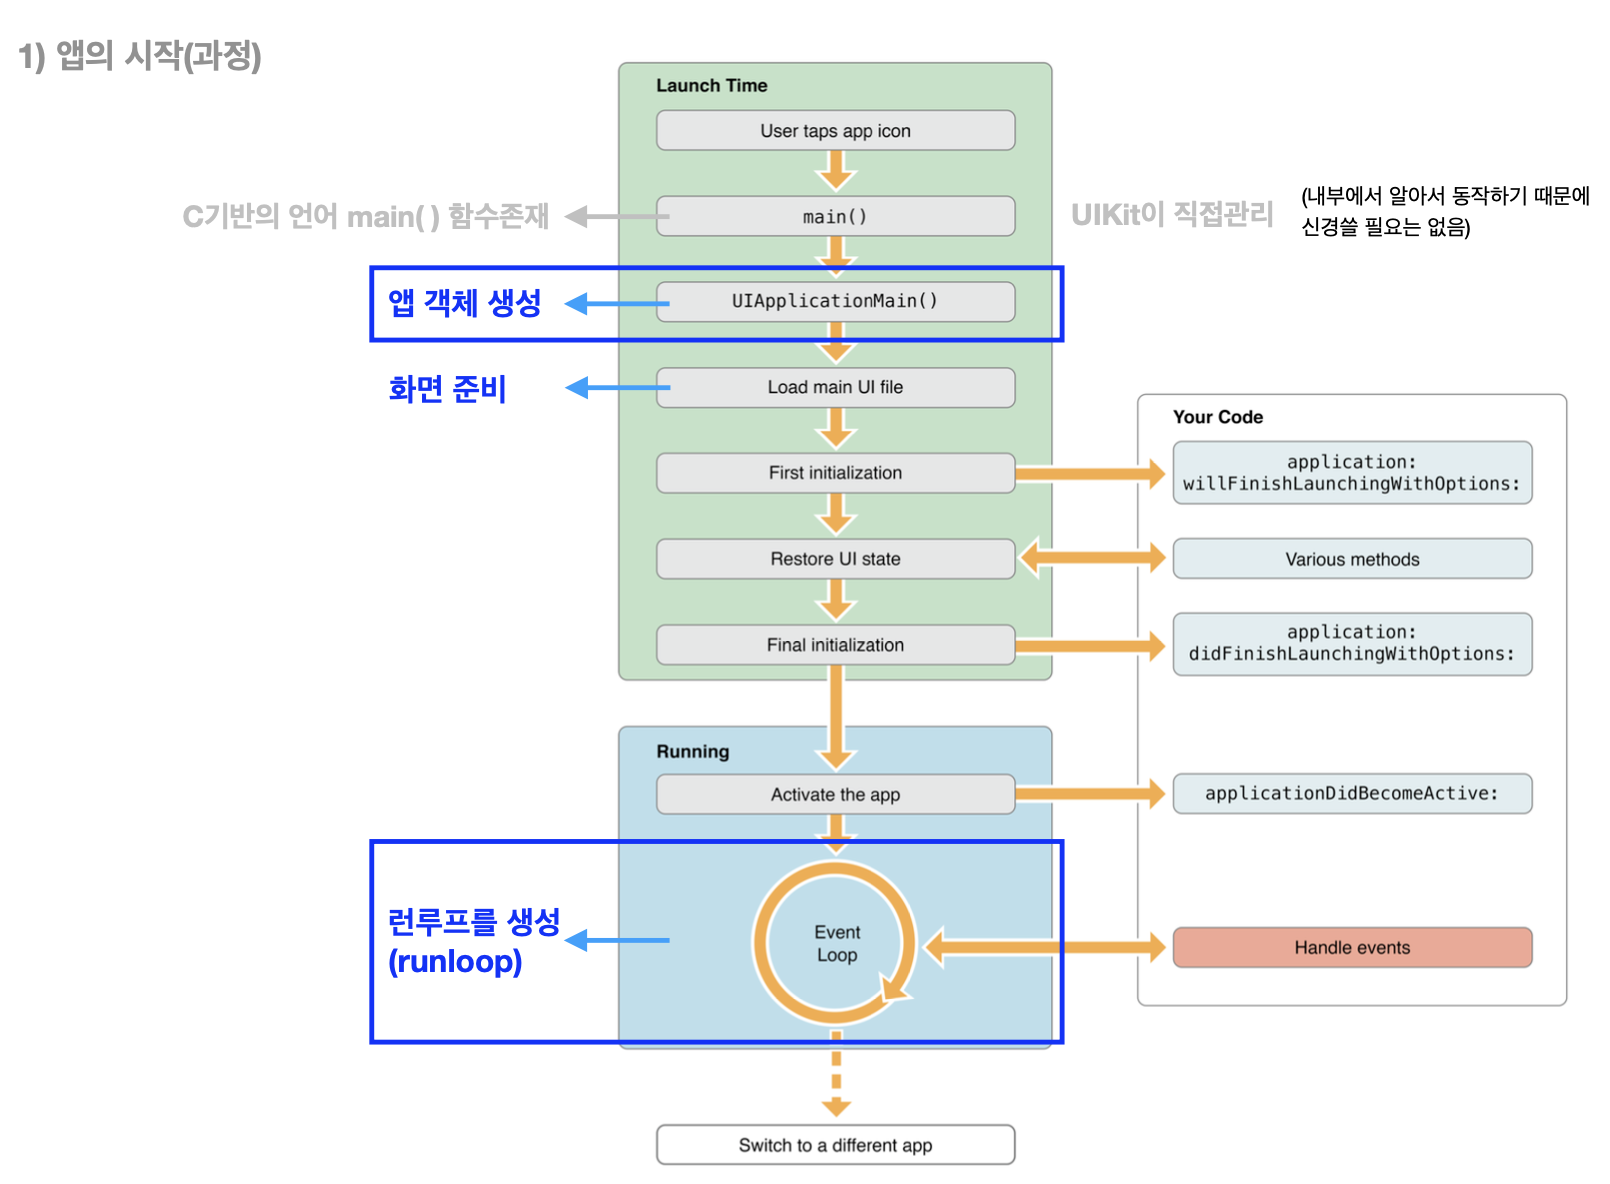 1) 앱의 시작(과정)
Launch Time
User taps app icon
C기반의 언어 main( ) 함수존재
main()
UIKit이 직접관리
(내부에서 알아서 동작하기 때문에
신경쓸 필요는 없음)
앱 객체 생성
UIApplicationMain()
화면 준비
Load main UI file
Your Code
First initialization
application:
willFinishLaunchingWithOptions:
Restore UI state
Various methods
Final initialization
application:
didFinishLaunchingWithOptions:
Running
Activate the app
applicationDidBecomeActive:
런루프를 생성
(runloop)
Event
Loop
Handle events
Switch to a different app